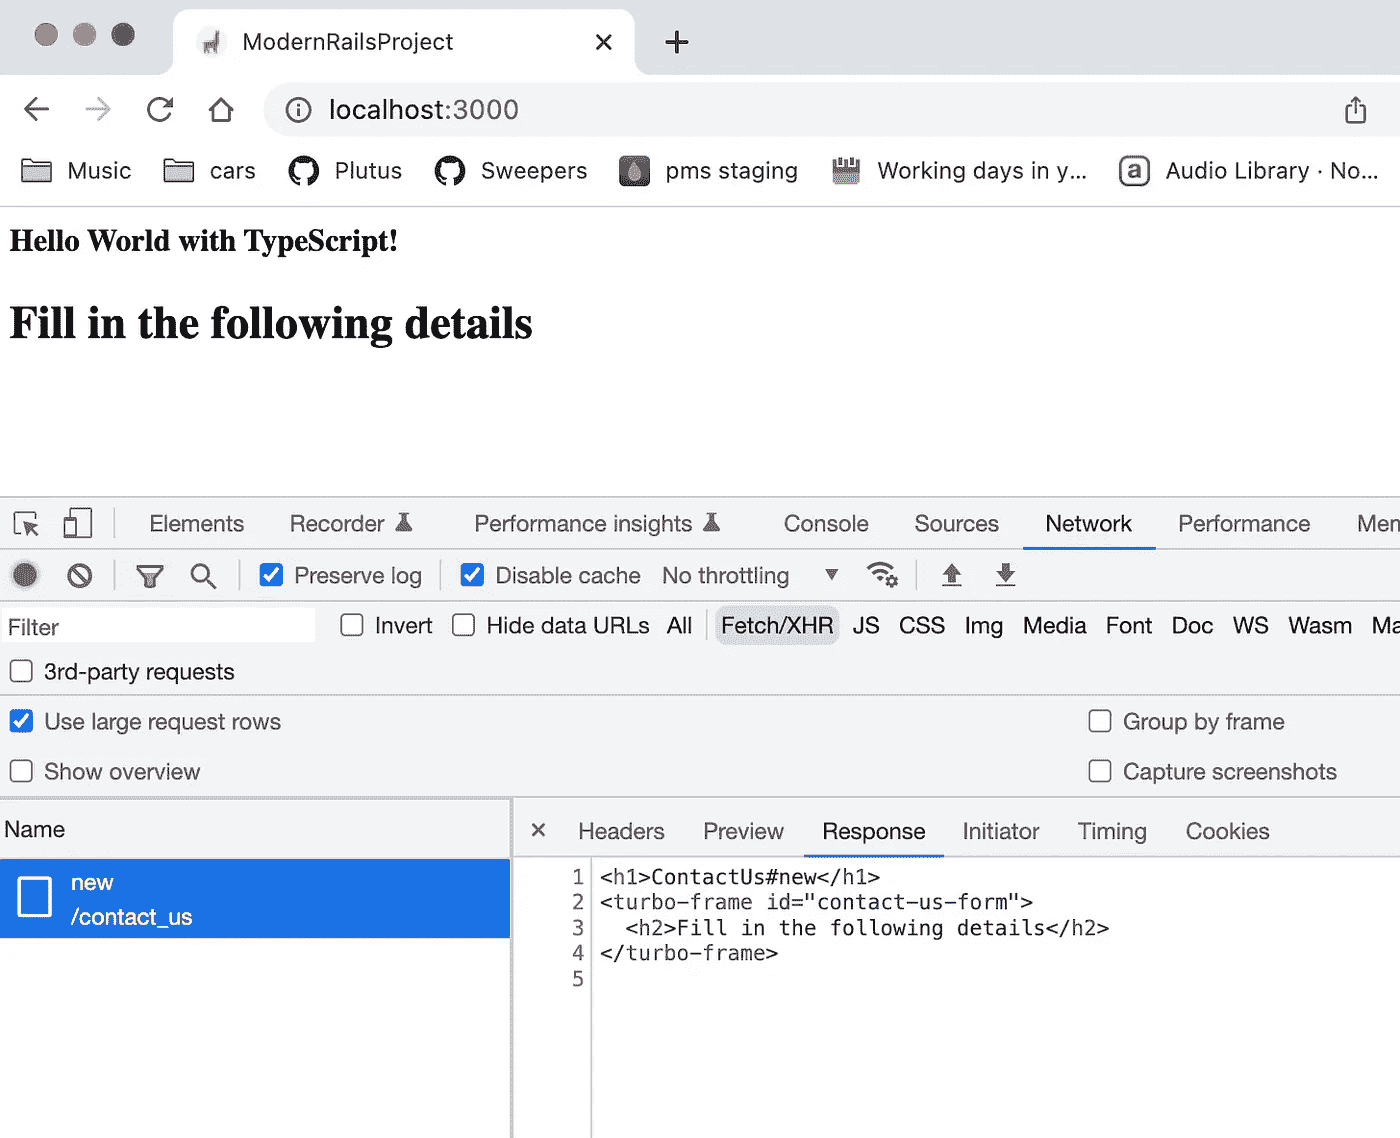 ModernRailsProject
localhost:3000
Music cars Plutus Sweepers pms staging Working days in y... a Audio Library · No...
Hello World with TypeScript!
Fill in the following details
Elements Recorder Performance insights Console Sources Network Performance Mem
Preserve log Disable cache No throttling
Filter Invert Hide data URLs All Fetch/XHR JS CSS Img Media Font Doc WS Wasm Ma
3rd-party requests
Use large request rows Group by frame
Show overview Capture screenshots
Name Headers Preview Response Initiator Timing Cookies
new
/contact_us
1 <h1>ContactUs#new</h1>
2 <turbo-frame id="contact-us-form">
3 <h2>Fill in the following details</h2>
4 </turbo-frame>
5